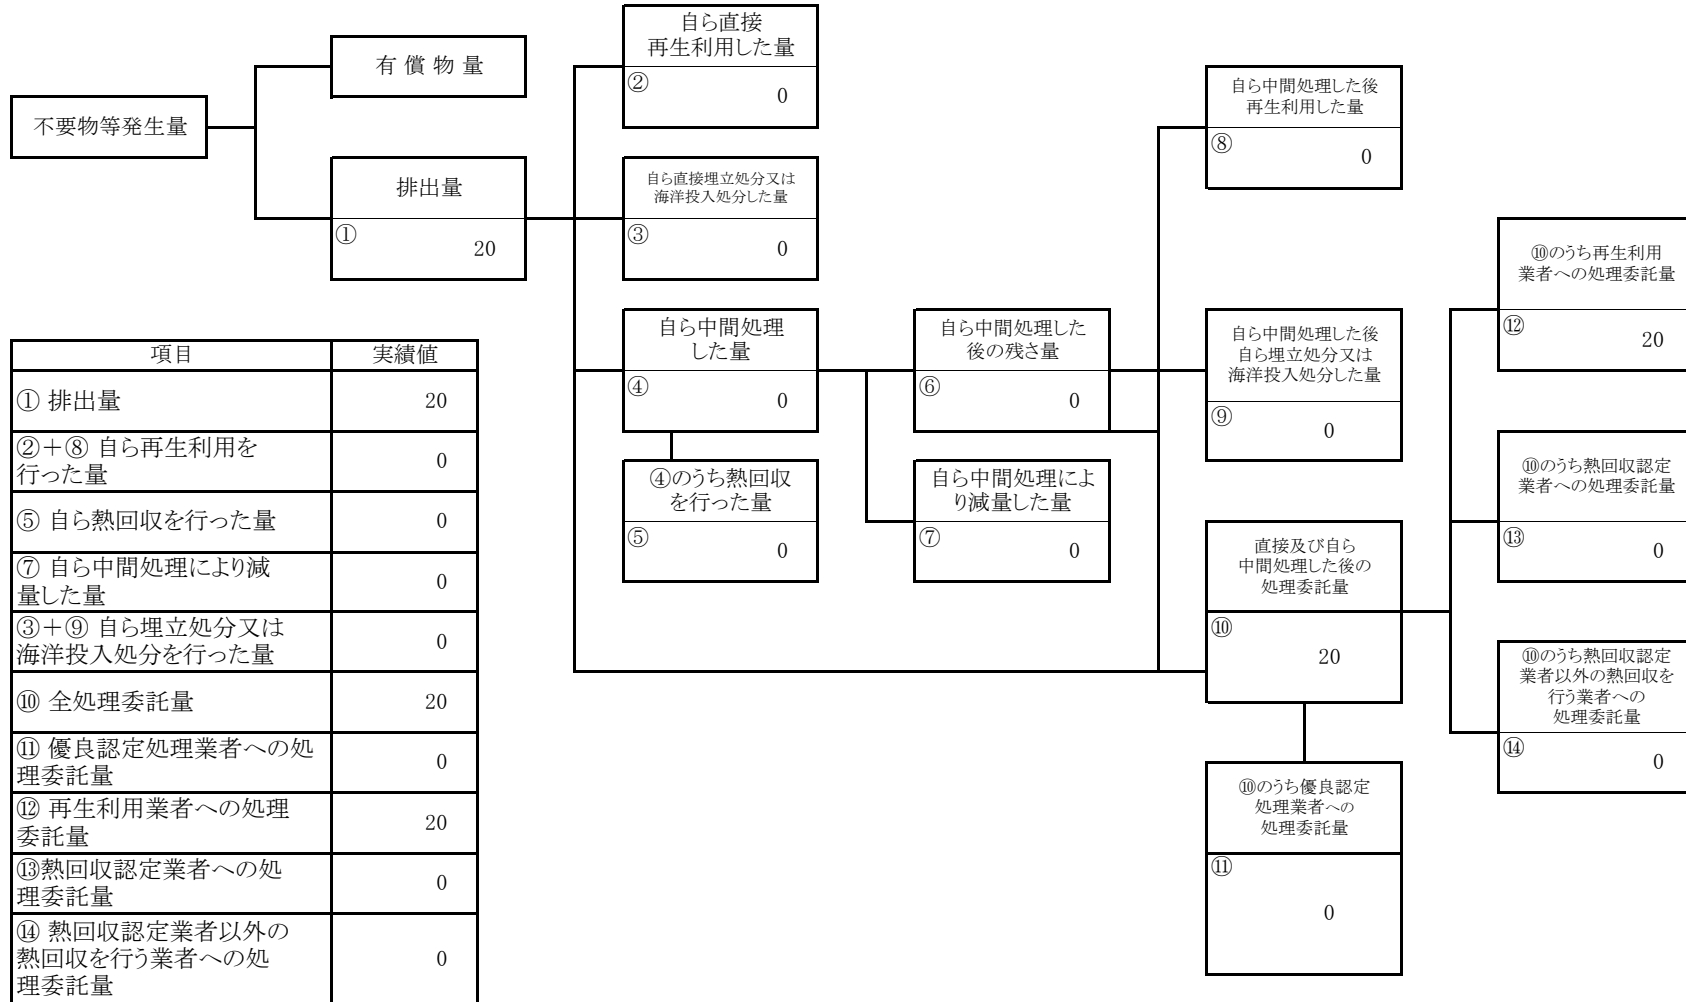 不要物等発生量
有償物量
排出量
①
20
自ら直接
再生利用した量
②
0
自ら直接埋立処分又は
海洋投入処分した量
③
0
自ら中間処理
した量
④
0
④のうち熱回収
を行った量
⑤
0
自ら中間処理した
後の残さ量
⑥
0
自ら中間処理によ
り減量した量
⑦
0
自ら中間処理した後
再生利用した量
⑧
0
自ら中間処理した後
自ら埋立処分又は
海洋投入処分した量
⑨
0
直接及び自ら
中間処理した後の
処理委託量
⑩
20
⑩のうち優良認定
処理業者への
処理委託量
⑪
0
⑩のうち再生利用
業者への処理委託量
⑫
20
⑩のうち熱回収認定
業者への処理委託量
⑬
0
⑩のうち熱回収認定
業者以外の熱回収を
行う業者への
処理委託量
⑭
0
項目 実績値
① 排出量 20
②+⑧ 自ら再生利用を
行った量 0
⑤ 自ら熱回収を行った量 0
⑦ 自ら中間処理により減
量した量 0
③+⑨ 自ら埋立処分又は
海洋投入処分を行った量 0
⑩ 全処理委託量 20
⑪ 優良認定処理業者への処
理委託量 0
⑫ 再生利用業者への処理
委託量 20
⑬熱回収認定業者への処
理委託量 0
⑭ 熱回収認定業者以外の
熱回収を行う業者への処
理委託量 0